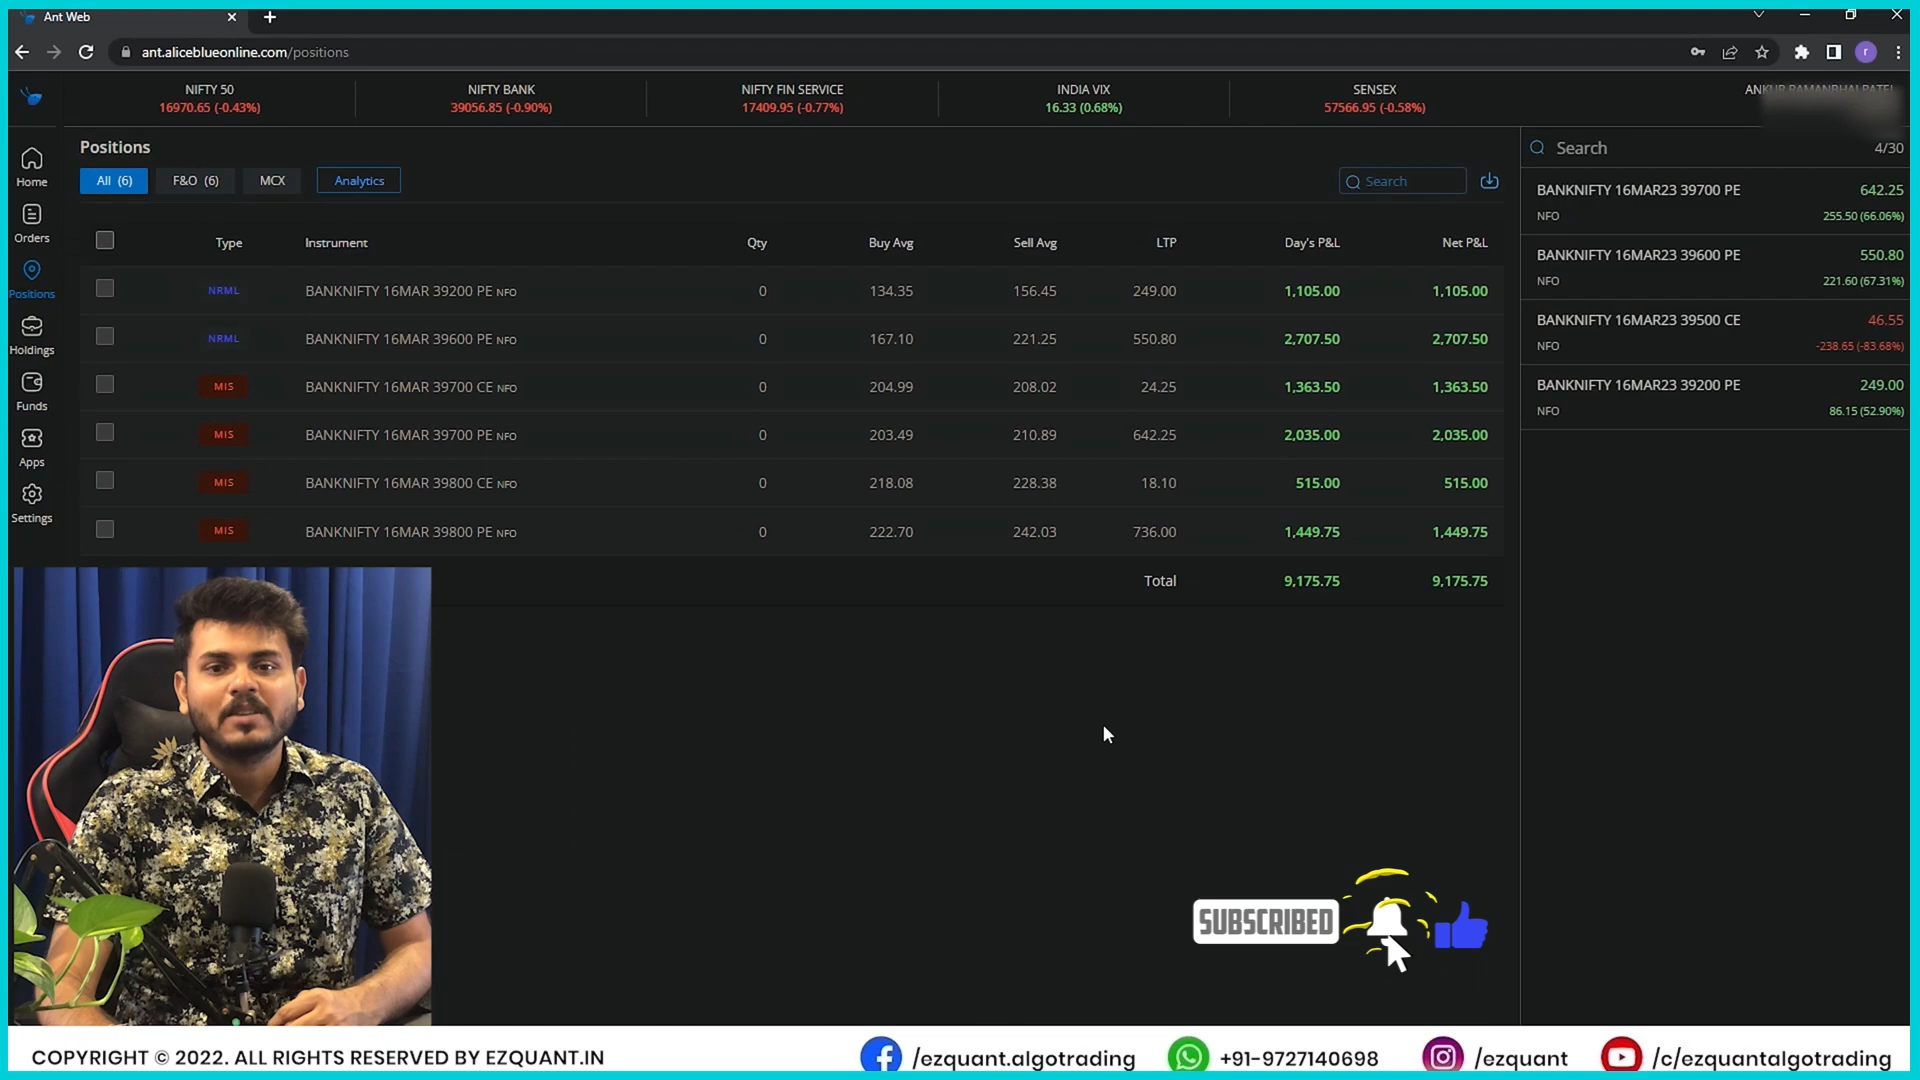 Ant Web
ant.aliceblueonline.com/positions
NIFTY 50
16970.65 (-0.43%)
NIFTY BANK
39056.85 (-0.90%)
NIFTY FIN SERVICE
17409.95 (-0.77%)
INDIA VIX
16.33 (0.68%)
SENSEX
57566.95 (-0.58%)
Home
Orders
Positions
Holdings
Funds
Apps
Settings
Positions
All (6) F&O (6) MCX Analytics Search
Type Instrument Qty Buy Avg Sell Avg LTP Day's P&L Net P&L
NRML BANKNIFTY 16MAR 39200 PE NFO 0 134.35 156.45 249.00 1,105.00 1,105.00
NRML BANKNIFTY 16MAR 39600 PE NFO 0 167.10 221.25 550.80 2,707.50 2,707.50
MIS BANKNIFTY 16MAR 39700 CE NFO 0 204.99 208.02 24.25 1,363.50 1,363.50
MIS BANKNIFTY 16MAR 39700 PE NFO 0 203.49 210.89 642.25 2,035.00 2,035.00
MIS BANKNIFTY 16MAR 39800 CE NFO 0 218.08 228.38 18.10 515.00 515.00
MIS BANKNIFTY 16MAR 39800 PE NFO 0 222.70 242.03 736.00 1,449.75 1,449.75
Total 9,175.75 9,175.75
Search 4/30
BANKNIFTY 16MAR23 39700 PE 642.25
NFO 255.50 (66.06%)
BANKNIFTY 16MAR23 39600 PE 550.80
NFO 221.60 (67.31%)
BANKNIFTY 16MAR23 39500 CE 46.55
NFO -238.65 (-83.68%)
BANKNIFTY 16MAR23 39200 PE 249.00
NFO 86.15 (52.90%)
SUBSCRIBED
COPYRIGHT © 2022. ALL RIGHTS RESERVED BY EZQUANT.IN
/ezquant.algotrading
+91-9727140698
/ezquant
/c/ezquantalgotrading